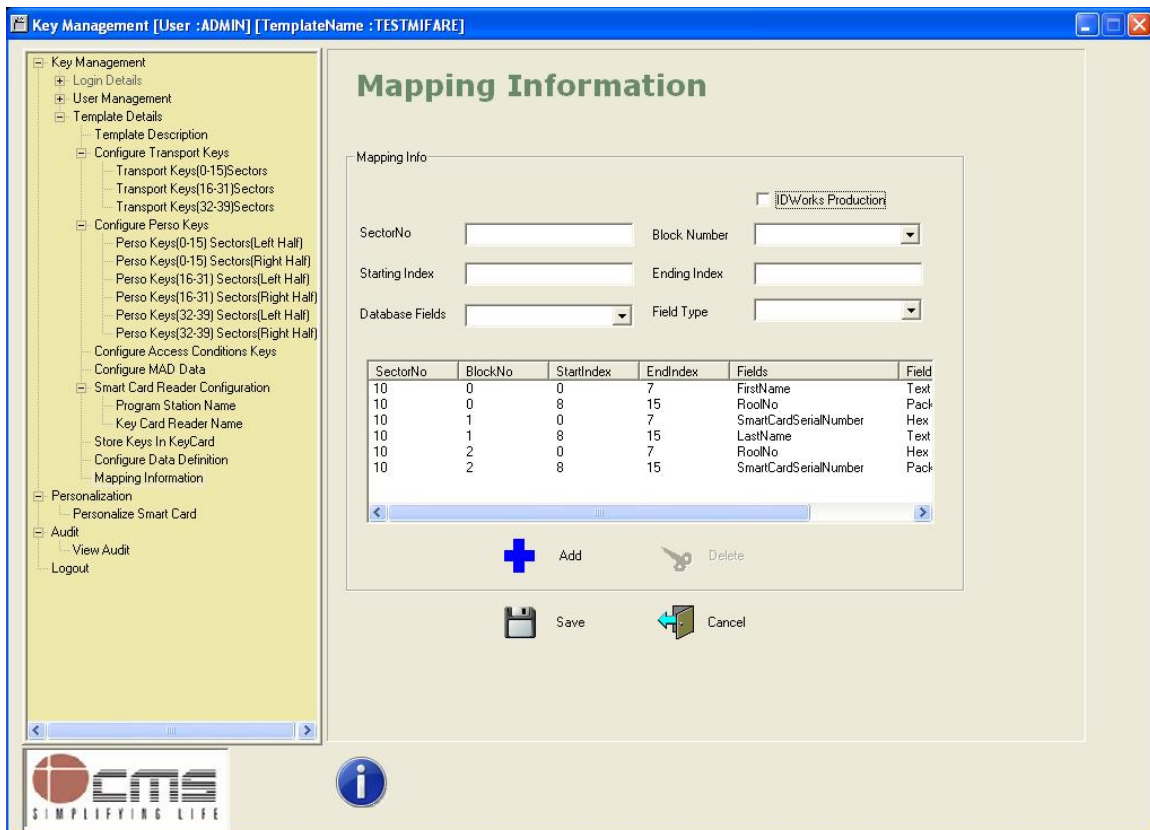 Key Management [User :ADMIN] [TemplateName :TESTMIFARE]
Key Management
Login Details
User Management
Template Details
Template Description
Configure Transport Keys
Transport Keys(0-15)Sectors
Transport Keys(16-31)Sectors
Transport Keys(32-39)Sectors
Configure Perso Keys
Perso Keys(0-15) Sectors(Left Half)
Perso Keys(0-15) Sectors(Right Half)
Perso Keys(16-31) Sectors(Left Half)
Perso Keys(16-31) Sectors(Right Half)
Perso Keys(32-39) Sectors(Left Half)
Perso Keys(32-39) Sectors(Right Half)
Configure Access Conditions Keys
Configure MAD Data
Smart Card Reader Configuration
Program Station Name
Key Card Reader Name
Store Keys In KeyCard
Configure Data Definition
Mapping Information
Personalization
Personalize Smart Card
Audit
View Audit
Logout
Mapping Information
Mapping Info
IDWorks Production
SectorNo Block Number
Starting Index Ending Index
Database Fields Field Type
SectorNo BlockNo StartIndex EndIndex Fields Field
10 0 0 7 FirstName Text
10 0 8 15 RoolNo Pack
10 1 0 7 SmartCardSerialNumber Hex
10 1 8 15 LastName Text
10 2 0 7 RoolNo Hex
10 2 8 15 SmartCardSerialNumber Pack
Add Delete
Save Cancel
CMS
SIMPLIFYING LIFE
i